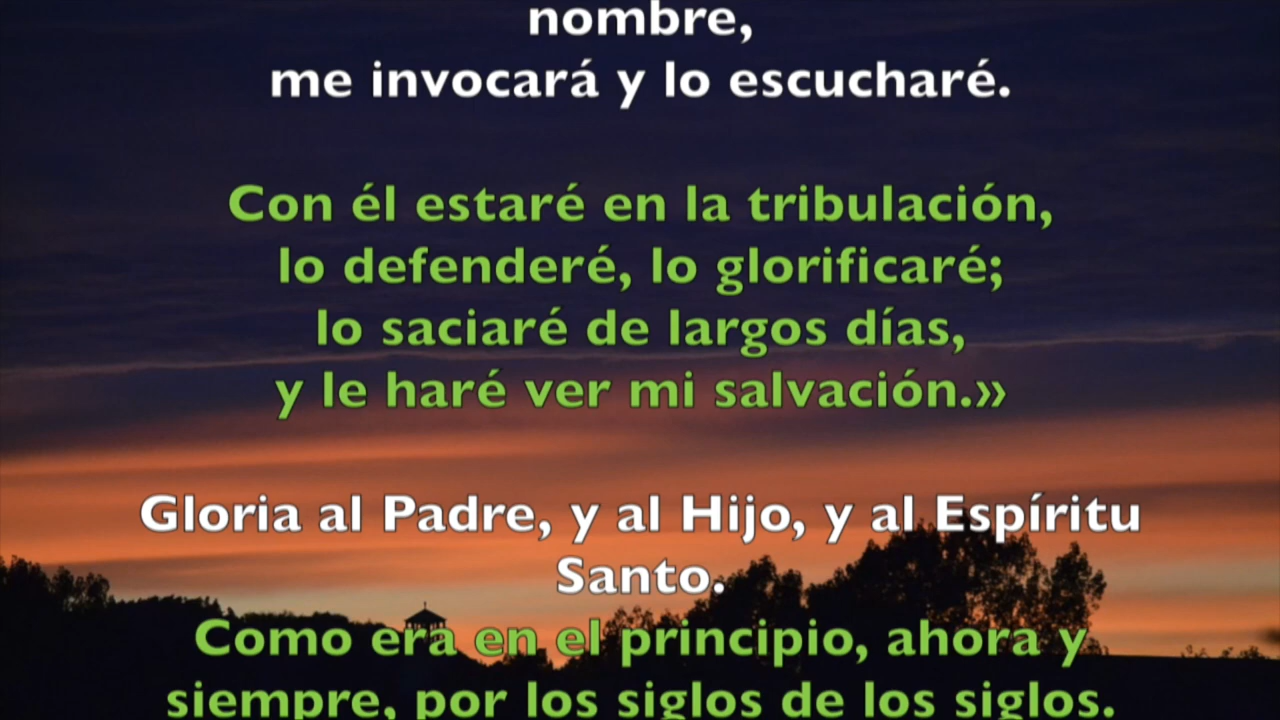 nombre,
me invocará y lo escucharé.
Con él estaré en la tribulación,
lo defenderé, lo glorificaré;
lo saciaré de largos días,
y le haré ver mi salvación.»
Gloria al Padre, y al Hijo, y al Espíritu
Santo.
Como era en el principio, ahora y
siempre, por los siglos de los siglos.